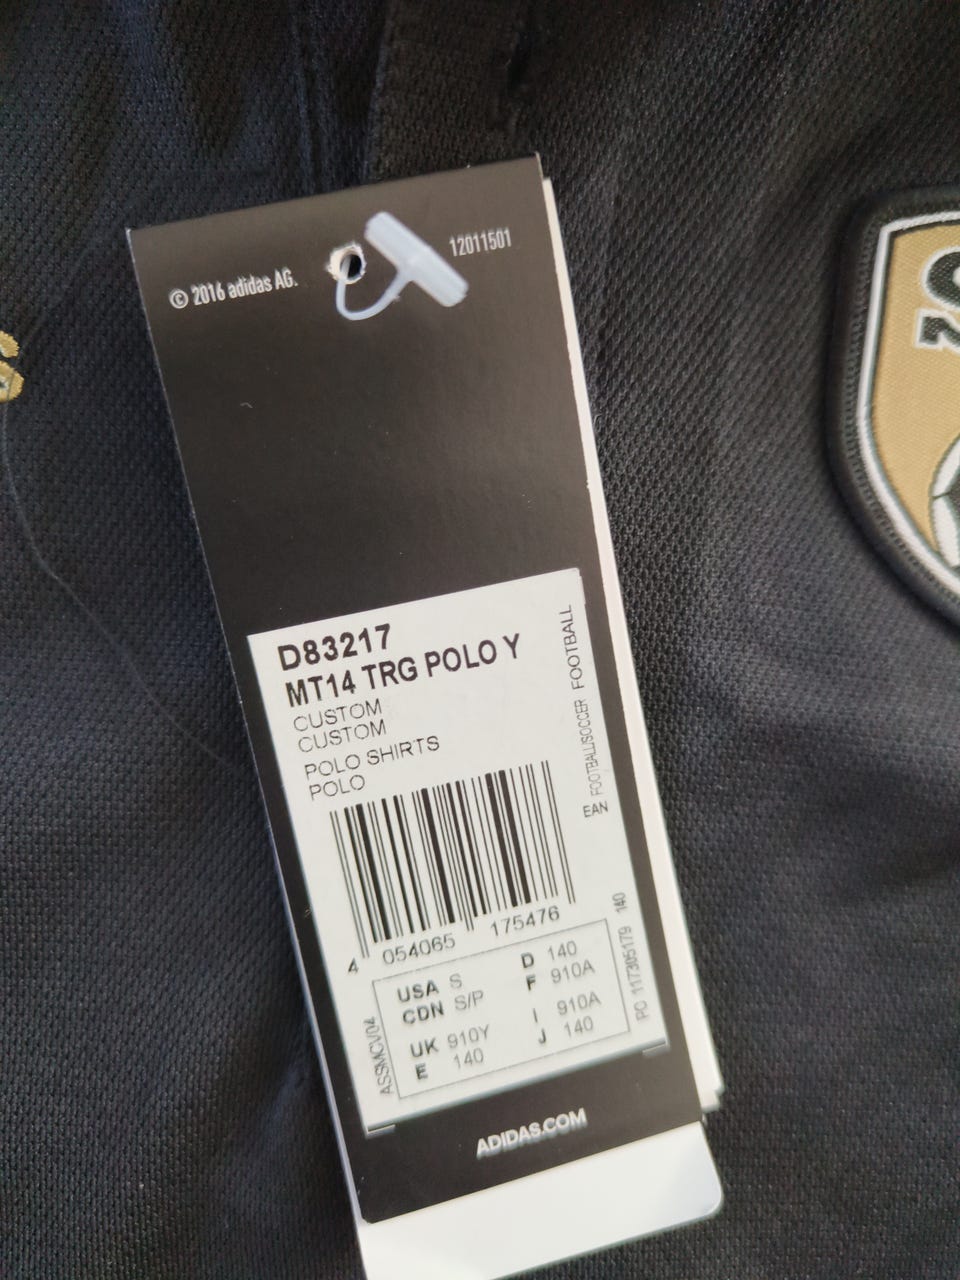 © 2016 adidas AG.
12011501
D83217
MT14 TRG POLO Y
CUSTOM
CUSTOM
POLO SHIRTS
POLO
EAN FOOTBALL/SOCCER FOOTBALL
4 054065 175476
USA S
CDN S/P
UK 910Y
E 140
D 140
F 910A
I 910A
J 140
ASSMCV04
PC 117305179 140
ADIDAS.COM